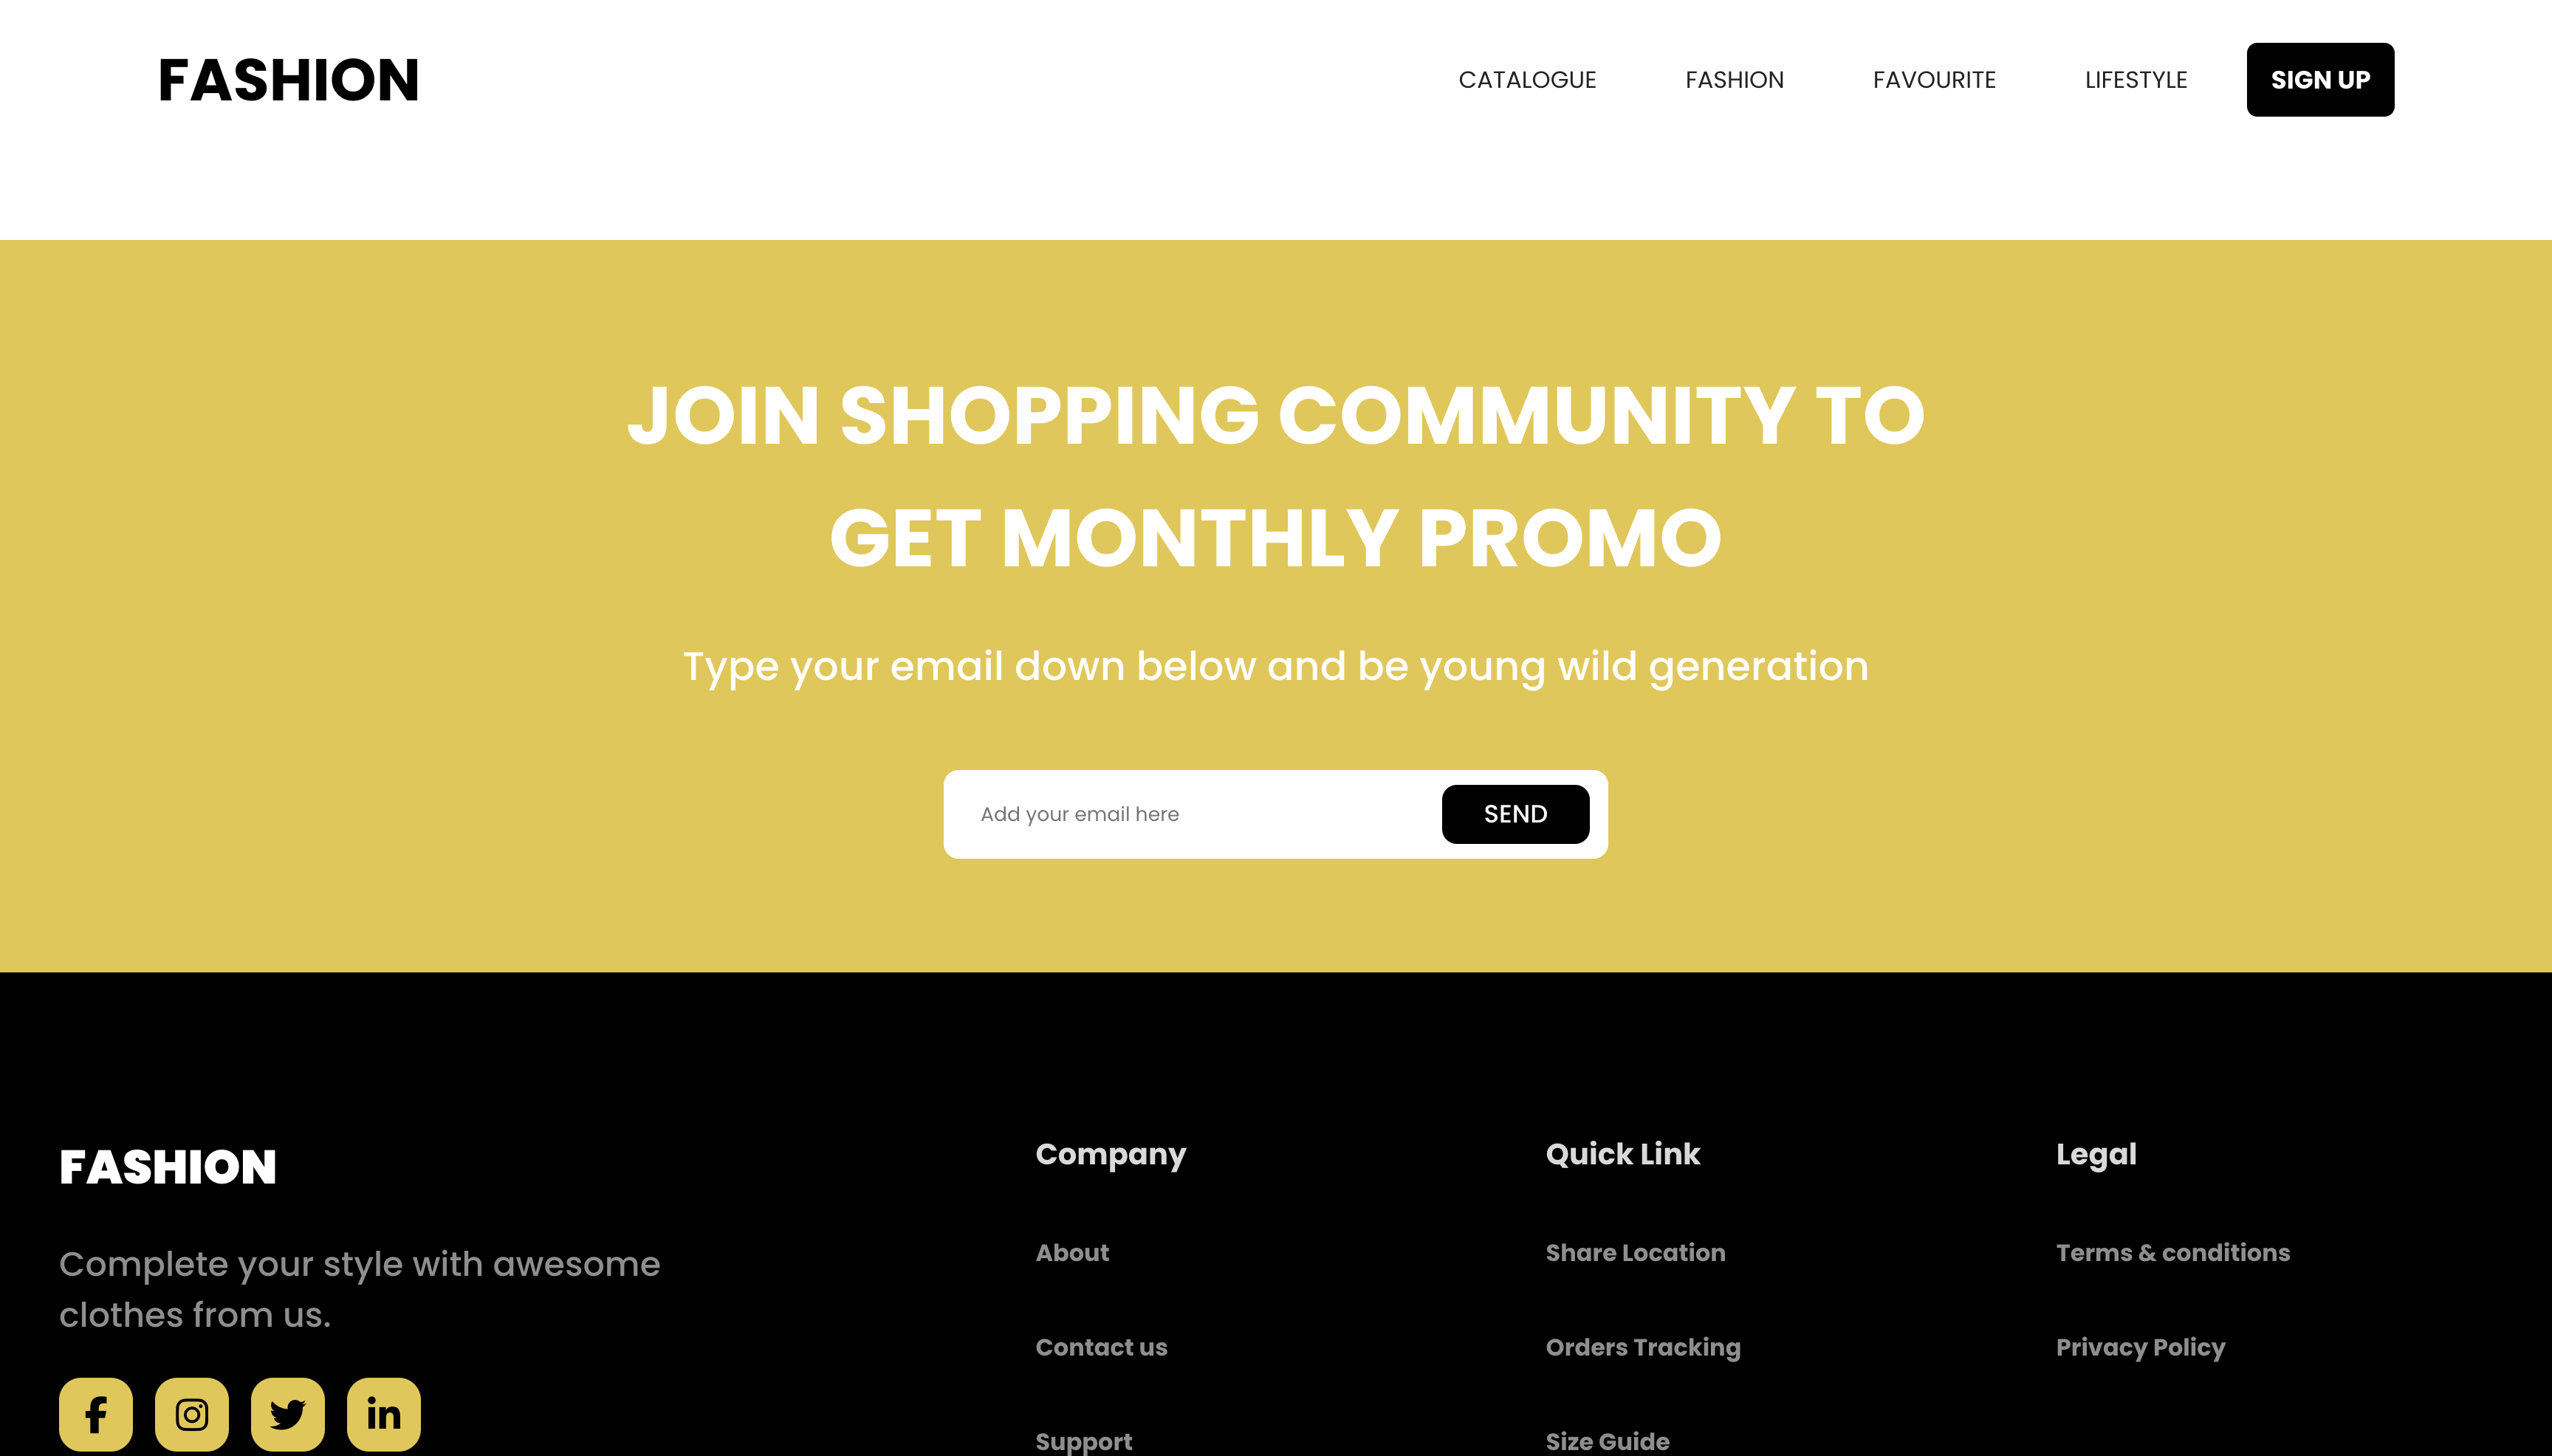 FASHION
CATALOGUE
FASHION
FAVOURITE
LIFESTYLE
SIGN UP
JOIN SHOPPING COMMUNITY TO
GET MONTHLY PROMO
Type your email down below and be young wild generation
Add your email here
SEND
FASHION
Complete your style with awesome
clothes from us.
Company
About
Contact us
Support
Quick Link
Share Location
Orders Tracking
Size Guide
Legal
Terms & conditions
Privacy Policy